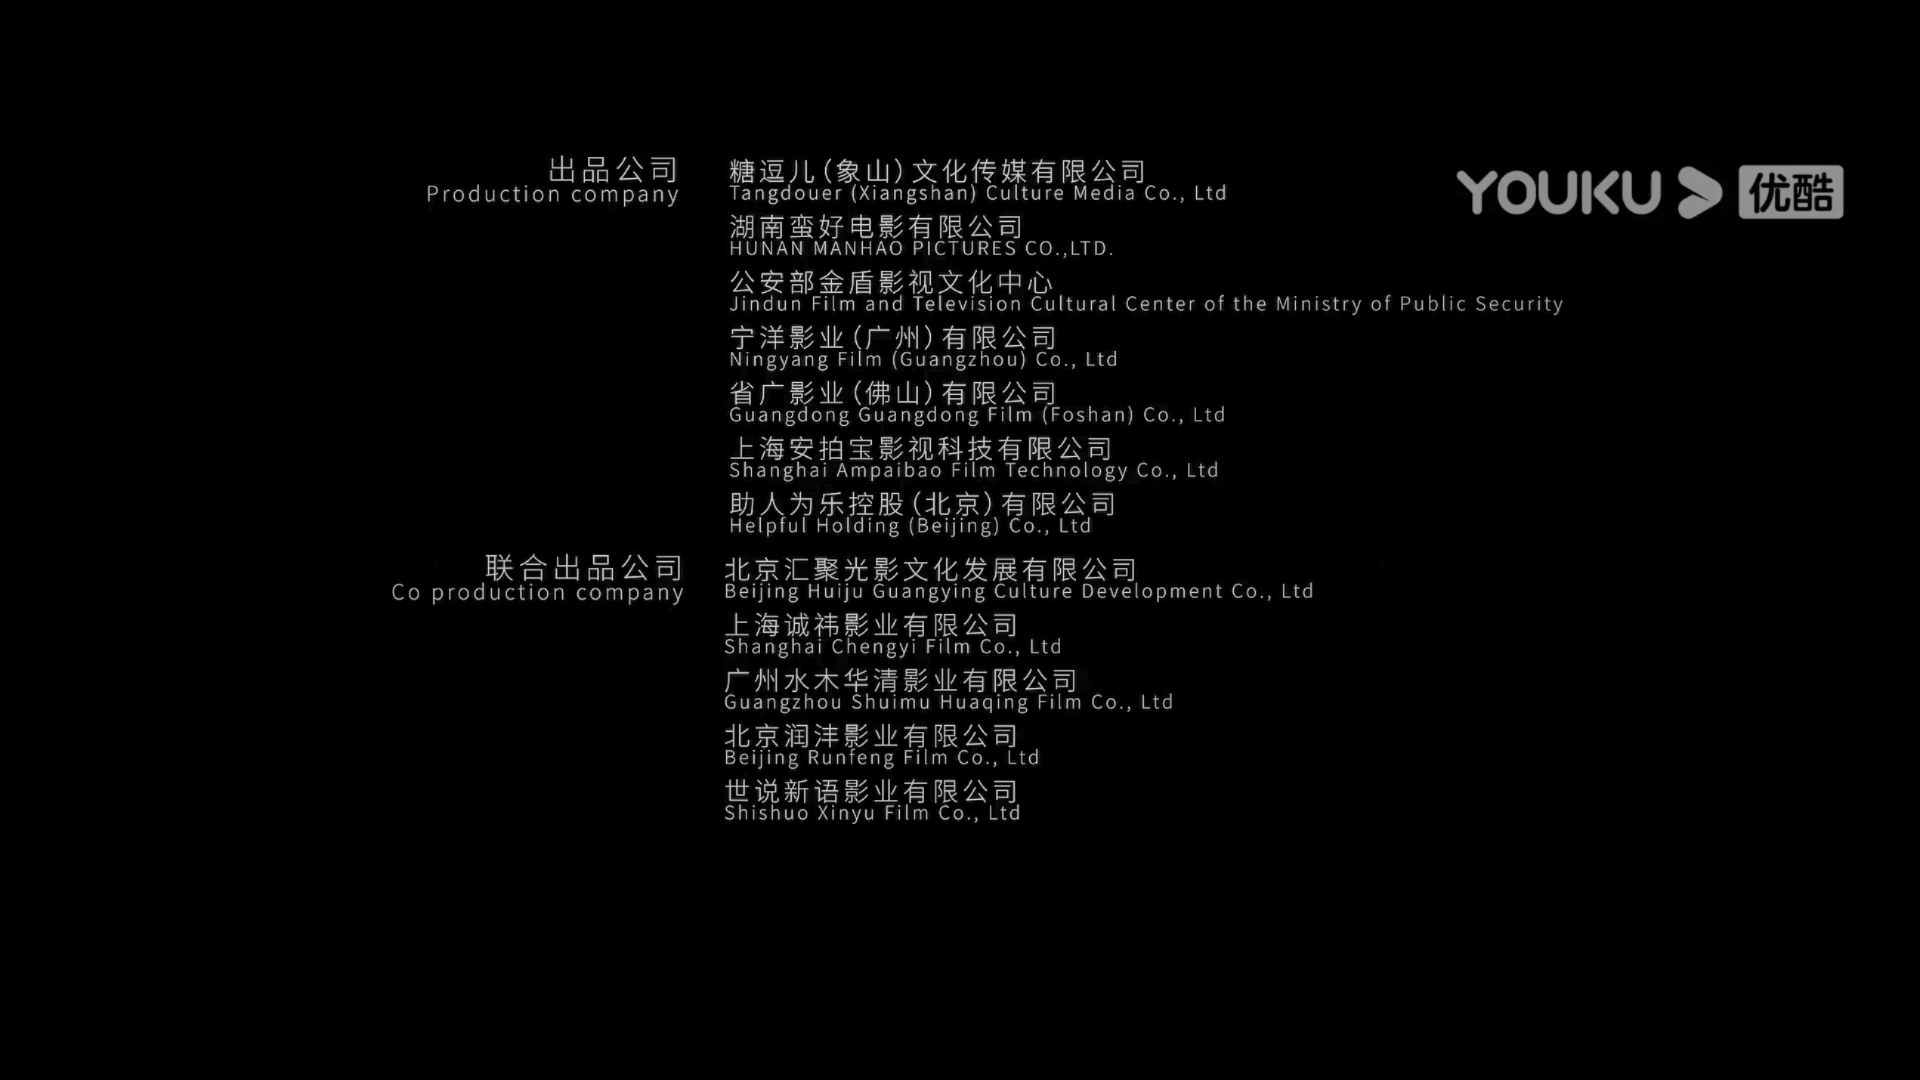 出品公司
Production company
糖逗儿(象山)文化传媒有限公司
Tangdouer (Xiangshan) Culture Media Co., Ltd
YOUKU 优酷
湖南蛮好电影有限公司
HUNAN MANHAO PICTURES CO.,LTD.
公安部金盾影视文化中心
Jindun Film and Television Cultural Center of the Ministry of Public Security
宁洋影业(广州)有限公司
Ningyang Film (Guangzhou) Co., Ltd
省广影业(佛山)有限公司
Guangdong Guangdong Film (Foshan) Co., Ltd
上海安拍宝影视科技有限公司
Shanghai Ampaibao Film Technology Co., Ltd
助人为乐控股(北京)有限公司
Helpful Holding (Beijing) Co., Ltd
联合出品公司
Co production company
北京汇聚光影文化发展有限公司
Beijing Huiju Guangying Culture Development Co., Ltd
上海诚祎影业有限公司
Shanghai Chengyi Film Co., Ltd
广州水木华清影业有限公司
Guangzhou Shuimu Huaqing Film Co., Ltd
北京润沣影业有限公司
Beijing Runfeng Film Co., Ltd
世说新语影业有限公司
Shishuo Xinyu Film Co., Ltd